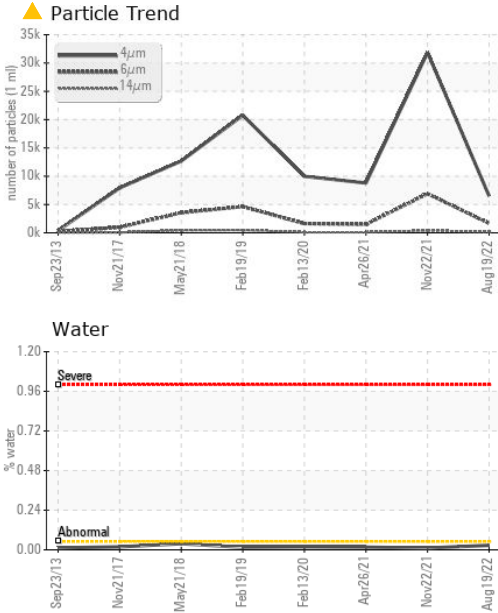 Particle Trend
number of particles (1 ml)
35k
30k
25k
20k
15k
10k
5k
0k
4μm
6μm
14μm
Sep23/13
Nov21/17
May21/18
Feb19/19
Feb13/20
Apr26/21
Nov22/21
Aug19/22
Water
% water
1.20
0.96
0.72
0.48
0.24
0.00
Severe
Abnormal
Sep23/13
Nov21/17
May21/18
Feb19/19
Feb13/20
Apr26/21
Nov22/21
Aug19/22